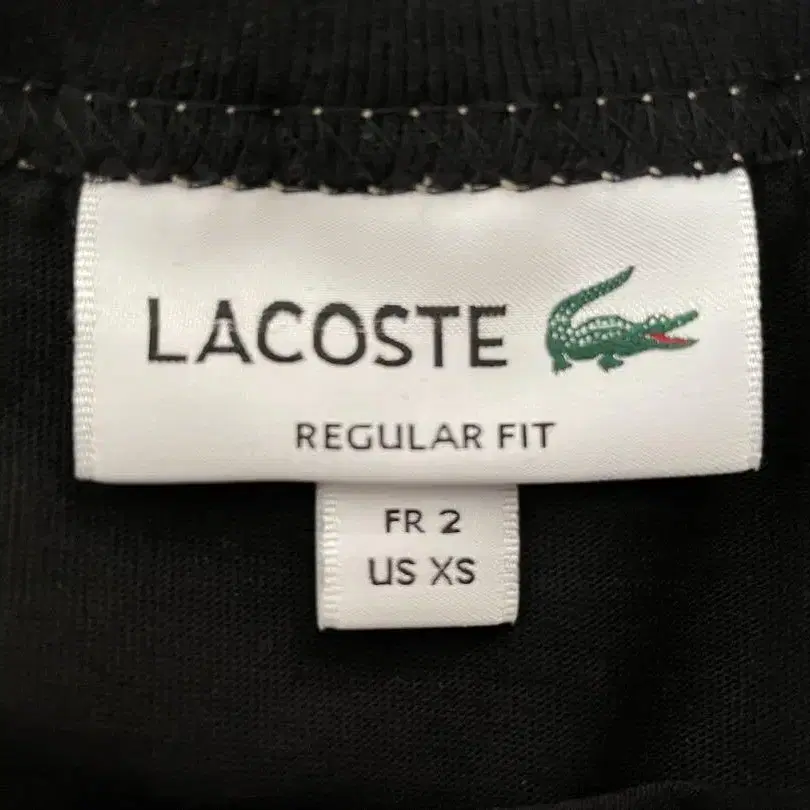 LACOSTE
REGULAR FIT
FR 2
US XS